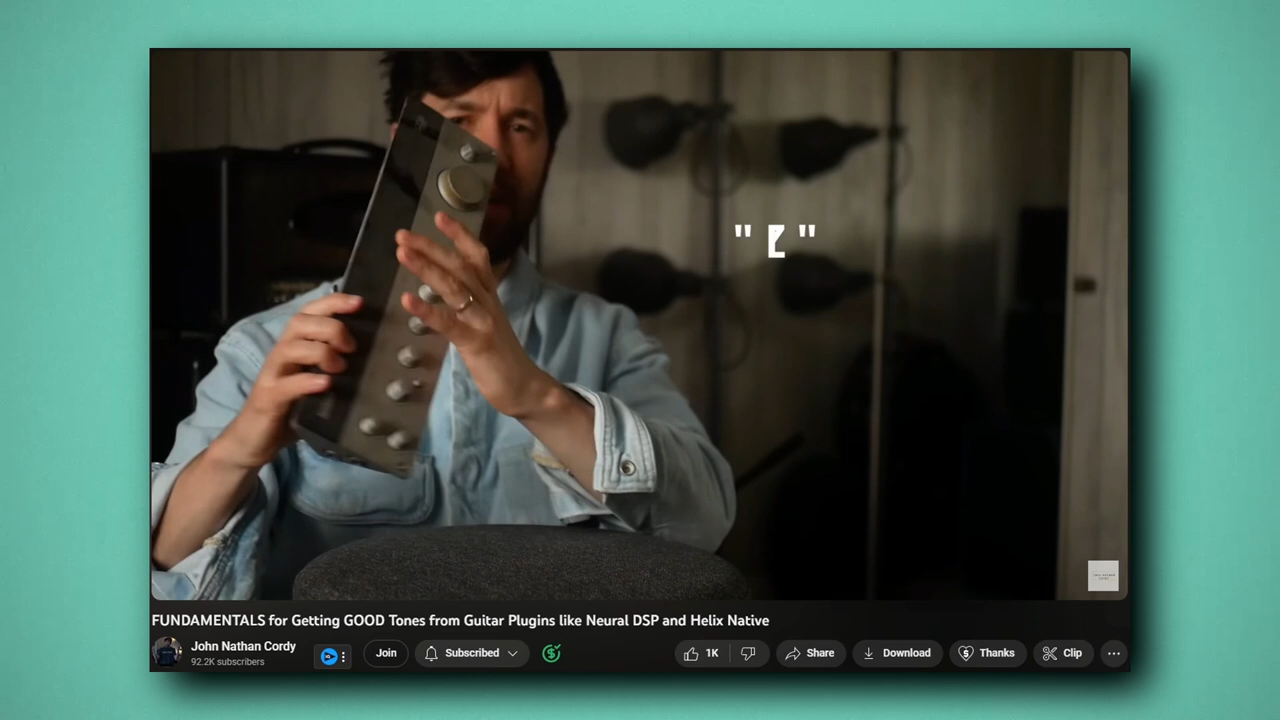 FUNDAMENTALS for Getting GOOD Tones from Guitar Plugins like Neural DSP and Helix Native
John Nathan Cordy
92.2K subscribers
Join
Subscribed
1K
Share
Download
Thanks
Clip